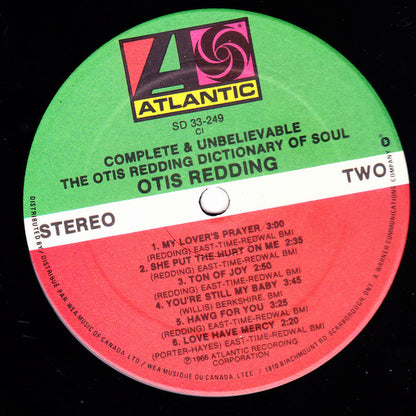 ATLANTIC
SD 33-249
CI
COMPLETE & UNBELIEVABLE
THE OTIS REDDING DICTIONARY OF SOUL
OTIS REDDING
STEREO
TWO
1. MY LOVER'S PRAYER 3:00
(REDDING) EAST-TIME-REDWAL BMI
2. SHE PUT THE HURT ON ME 2:35
(REDDING) EAST-TIME-REDWAL BMI
3. TON OF JOY 2:50
(REDDING) EAST-TIME-REDWAL BMI
4. YOU'RE STILL MY BABY 3:45
(WILLIS) BERKSHIRE, BMI
5. HAWG FOR YOU 3:25
(REDDING) EAST-TIME-REDWAL BMI
6. LOVE HAVE MERCY 2:20
(PORTER-HAYES) EAST-TIME-REDWAL BMI
℗1966 ATLANTIC RECORDING
CORPORATION
DISTRIBUTED BY / DISTRIBUÉ PAR: WEA MUSIC OF CANADA, LTD / WEA MUSIQUE DU CANADA, LTEE. / 1810 BIRCHMOUNT RD. SCARBOROUGH ONT. A WARNER COMMUNICATIONS COMPANY